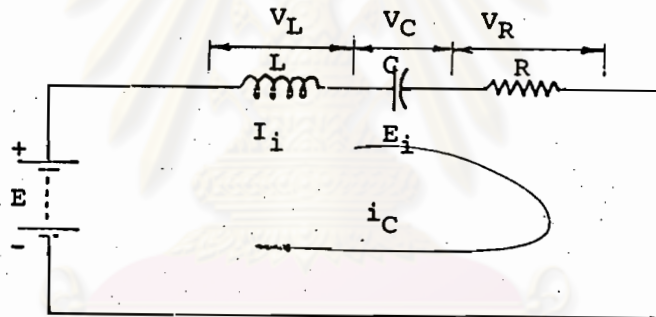 V_L V_C V_R
L C R
I_i E_i
+
E
i_C
-